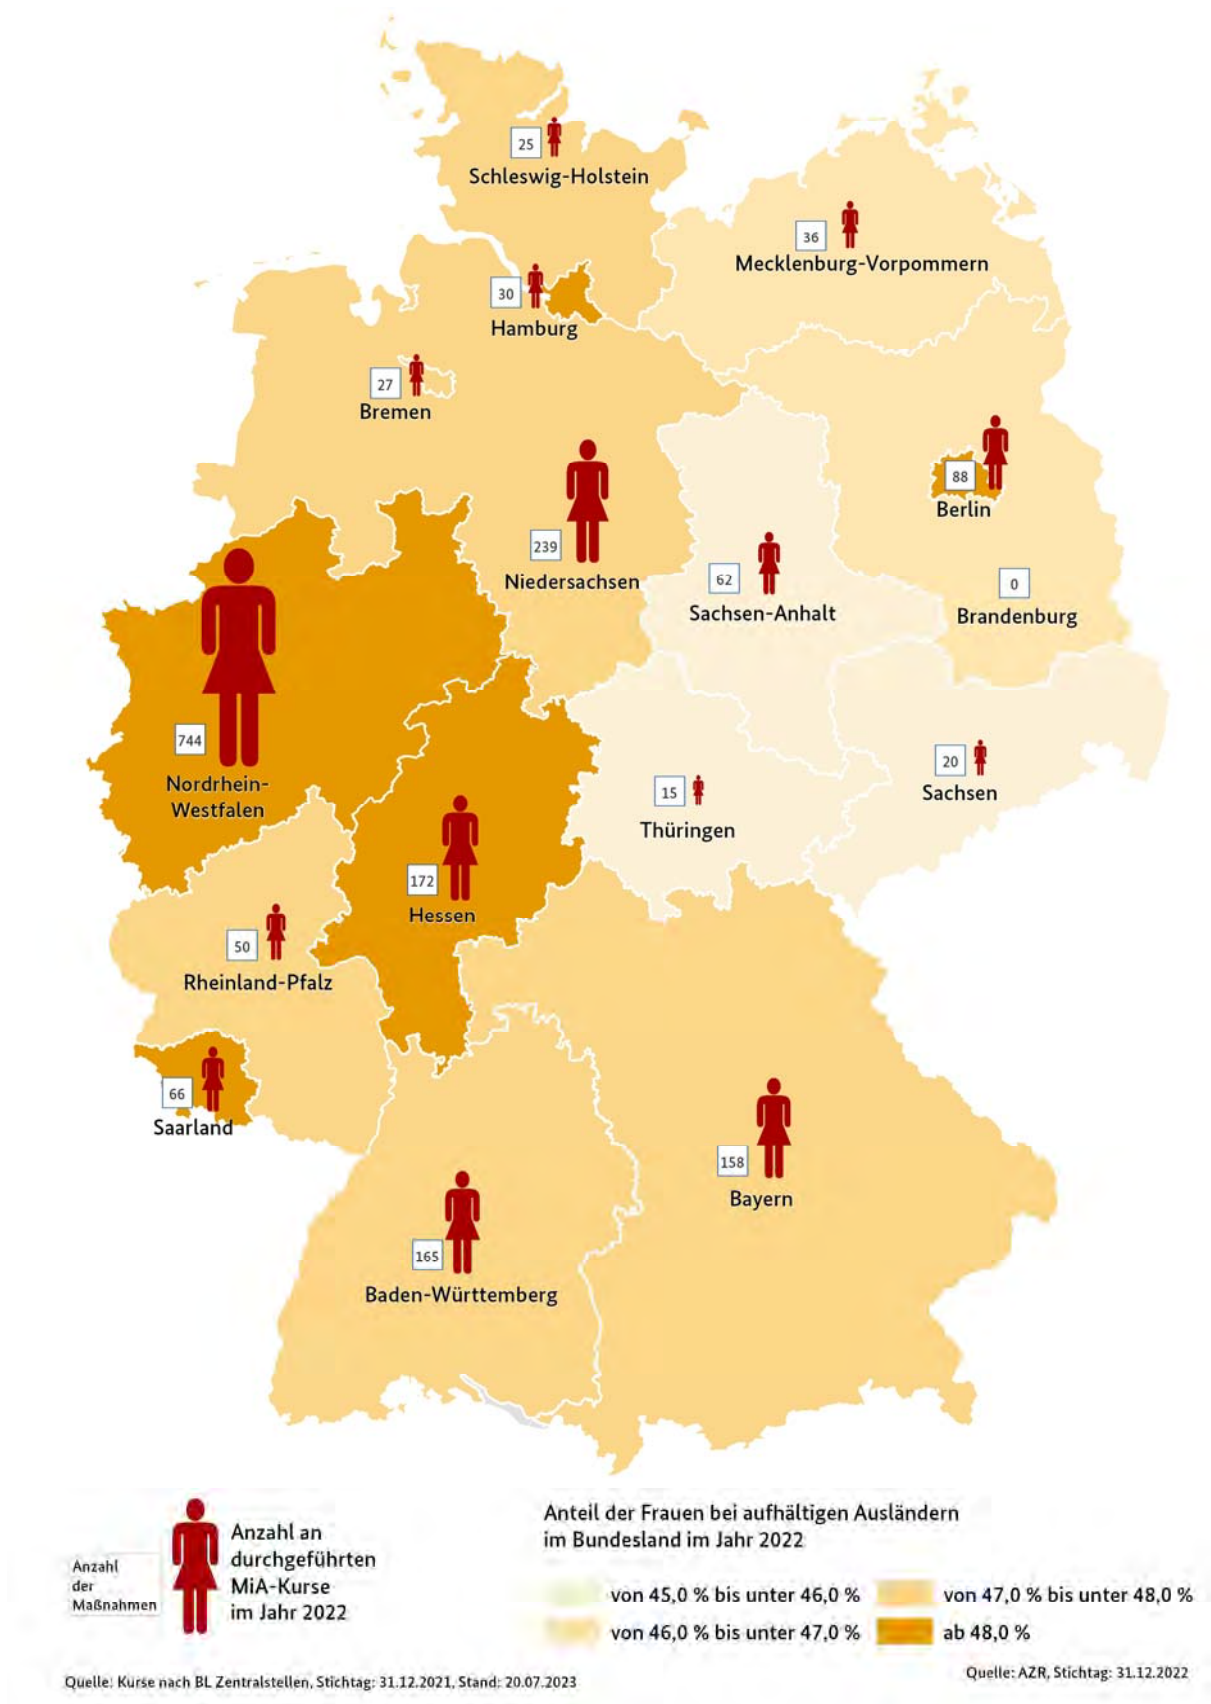 25
Schleswig-Holstein
36
Mecklenburg-Vorpommern
30
Hamburg
27
Bremen
88
Berlin
239
Niedersachsen
62
Sachsen-Anhalt
0
Brandenburg
744
Nordrhein-
Westfalen
20
Sachsen
15
Thüringen
172
Hessen
50
Rheinland-Pfalz
66
Saarland
158
Bayern
165
Baden-Württemberg
Anzahl
der
Maßnahmen
Anzahl an
durchgeführten
MiA-Kurse
im Jahr 2022
Anteil der Frauen bei aufhältigen Ausländern
im Bundesland im Jahr 2022
von 45,0 % bis unter 46,0 %
von 47,0 % bis unter 48,0 %
von 46,0 % bis unter 47,0 %
ab 48,0 %
Quelle: Kurse nach BL Zentralstellen, Stichtag: 31.12.2021, Stand: 20.07.2023
Quelle: AZR, Stichtag: 31.12.2022